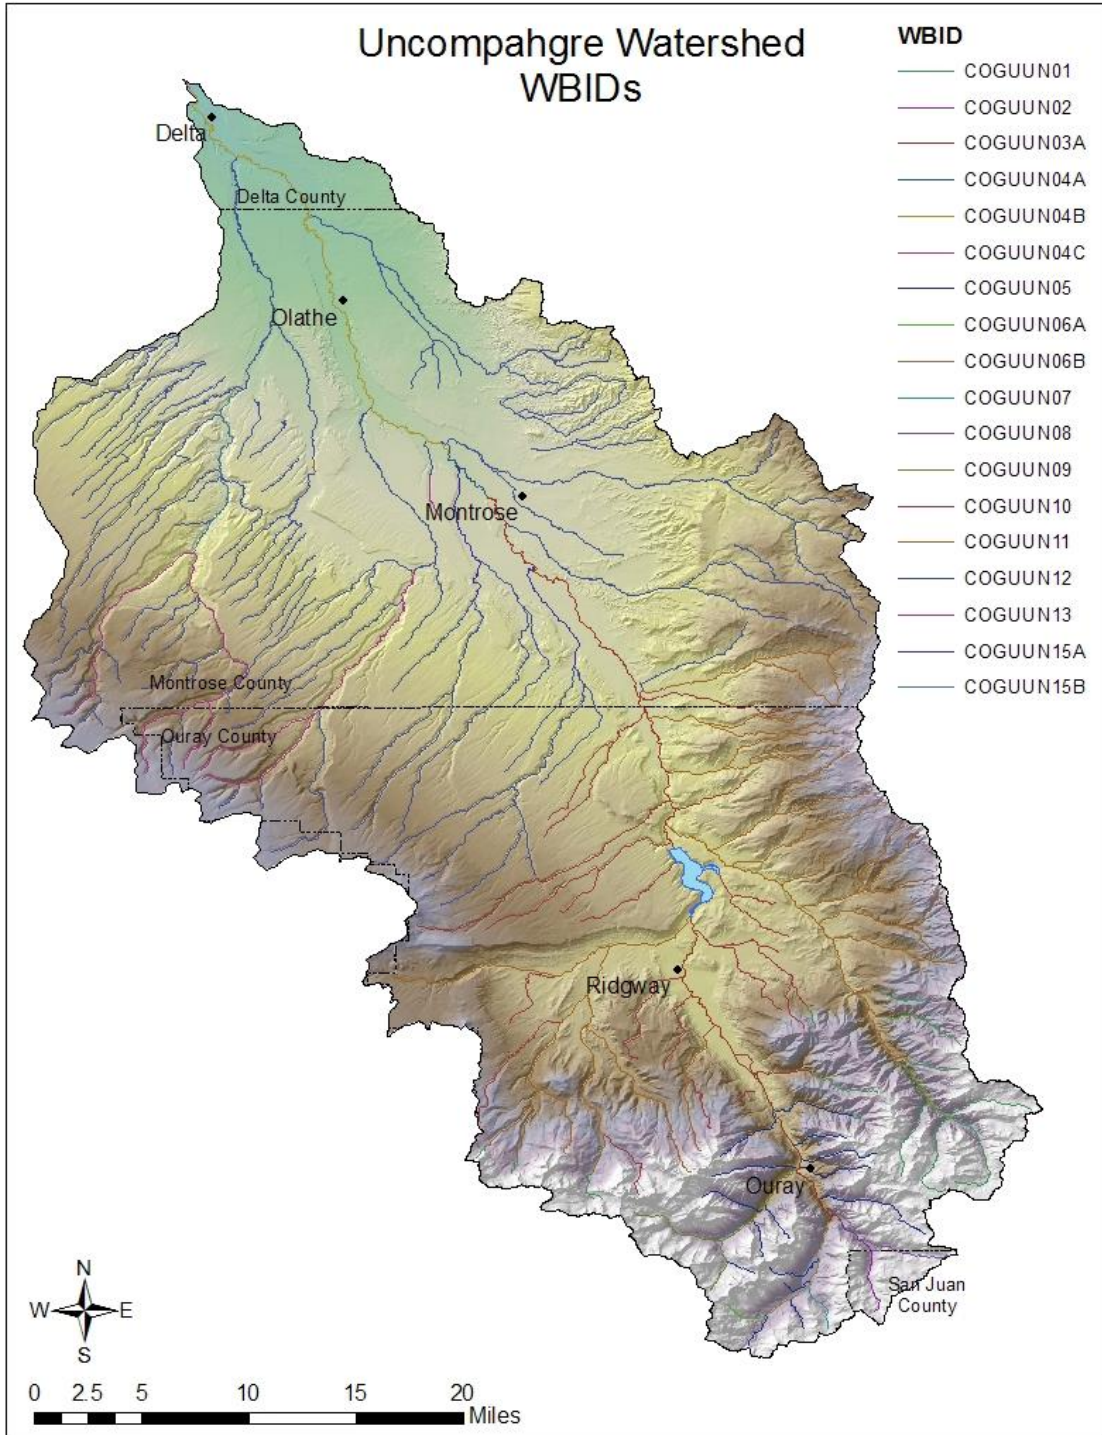 Uncompahgre Watershed
WBIDs
WBID
COGUUN01
COGUUN02
COGUUN03A
COGUUN04A
COGUUN04B
COGUUN04C
COGUUN05
COGUUN06A
COGUUN06B
COGUUN07
COGUUN08
COGUUN09
COGUUN10
COGUUN11
COGUUN12
COGUUN13
COGUUN15A
COGUUN15B
Delta
Delta County
Olathe
Montrose
Montrose County
Ouray County
Ridgway
Ouray
San Juan
County
N
W E
S
0 2.5 5 10 15 20
Miles